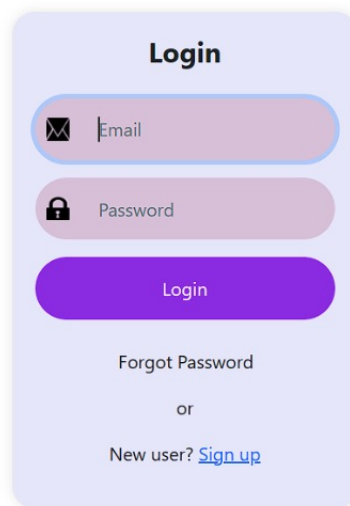 Login
Email
Password
Login
Forgot Password
or
New user? Sign up